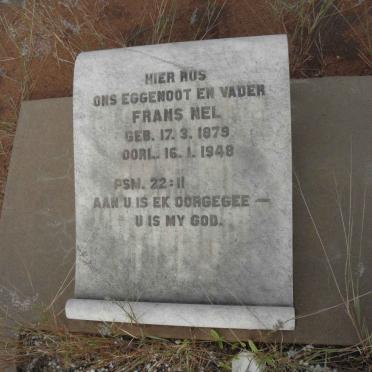 HIER RUS
ONS EGGENOOT EN VADER
FRANS NEL
GEB. 17. 3. 1879
OORL. 16. 1. 1948
PSM. 22:11
AAN U IS EK OORGEGEE —
U IS MY GOD.